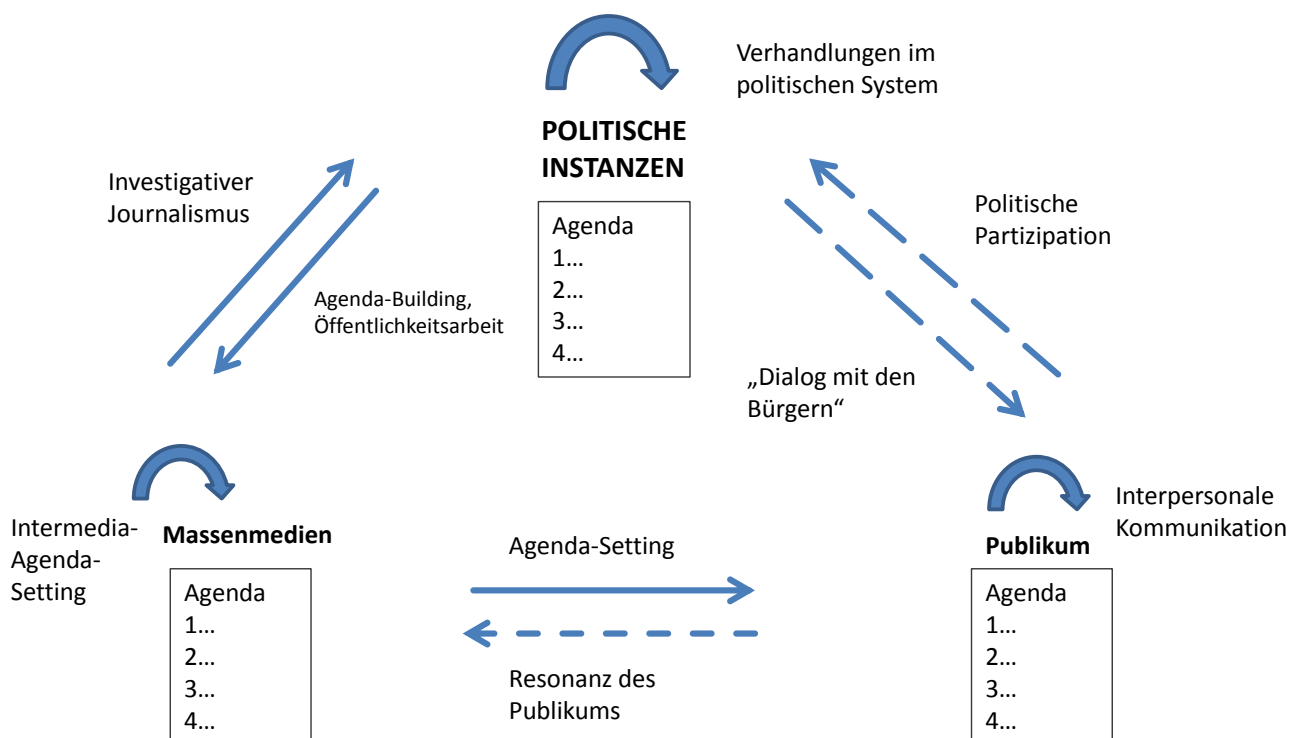 Verhandlungen im
politischen System
POLITISCHE
INSTANZEN
Agenda
1...
2...
3...
4...
Investigativer
Journalismus
Agenda-Building,
Öffentlichkeitsarbeit
Politische
Partizipation
„Dialog mit den
Bürgern“
Intermedia-
Agenda-
Setting
Massenmedien
Agenda
1...
2...
3...
4...
Agenda-Setting
Resonanz des
Publikums
Interpersonale
Kommunikation
Publikum
Agenda
1...
2...
3...
4...